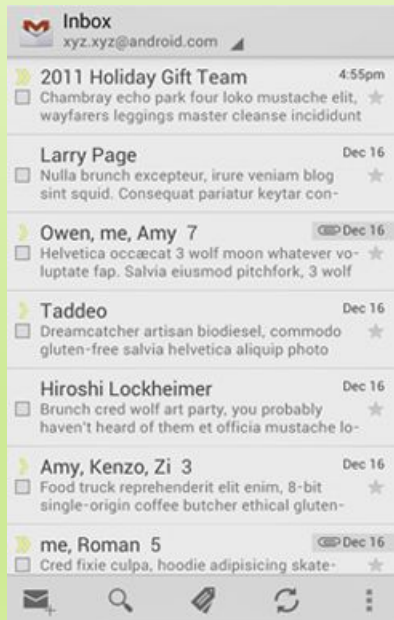 Inbox
xyz.xyz@android.com
2011 Holiday Gift Team 4:55pm
Chambray echo park four loko mustache elit,
wayfarers leggings master cleanse incididunt
Larry Page Dec 16
Nulla brunch excepteur, irure veniam blog
sint squid. Consequat pariatur keytar con-
Owen, me, Amy 7 Dec 16
Helvetica occæcat 3 wolf moon whatever vo-
luptate fap. Salvia eiusmod pitchfork, 3 wolf
Taddeo Dec 16
Dreamcatcher artisan biodiesel, commodo
gluten-free salvia helvetica aliquip photo
Hiroshi Lockheimer Dec 16
Brunch cred wolf art party, you probably
haven't heard of them et officia mustache lo-
Amy, Kenzo, Zi 3 Dec 16
Food truck reprehenderit elit enim, 8-bit
single-origin coffee butcher ethical gluten-
me, Roman 5 Dec 16
Cred fixie culpa, hoodie adipisicing skate-